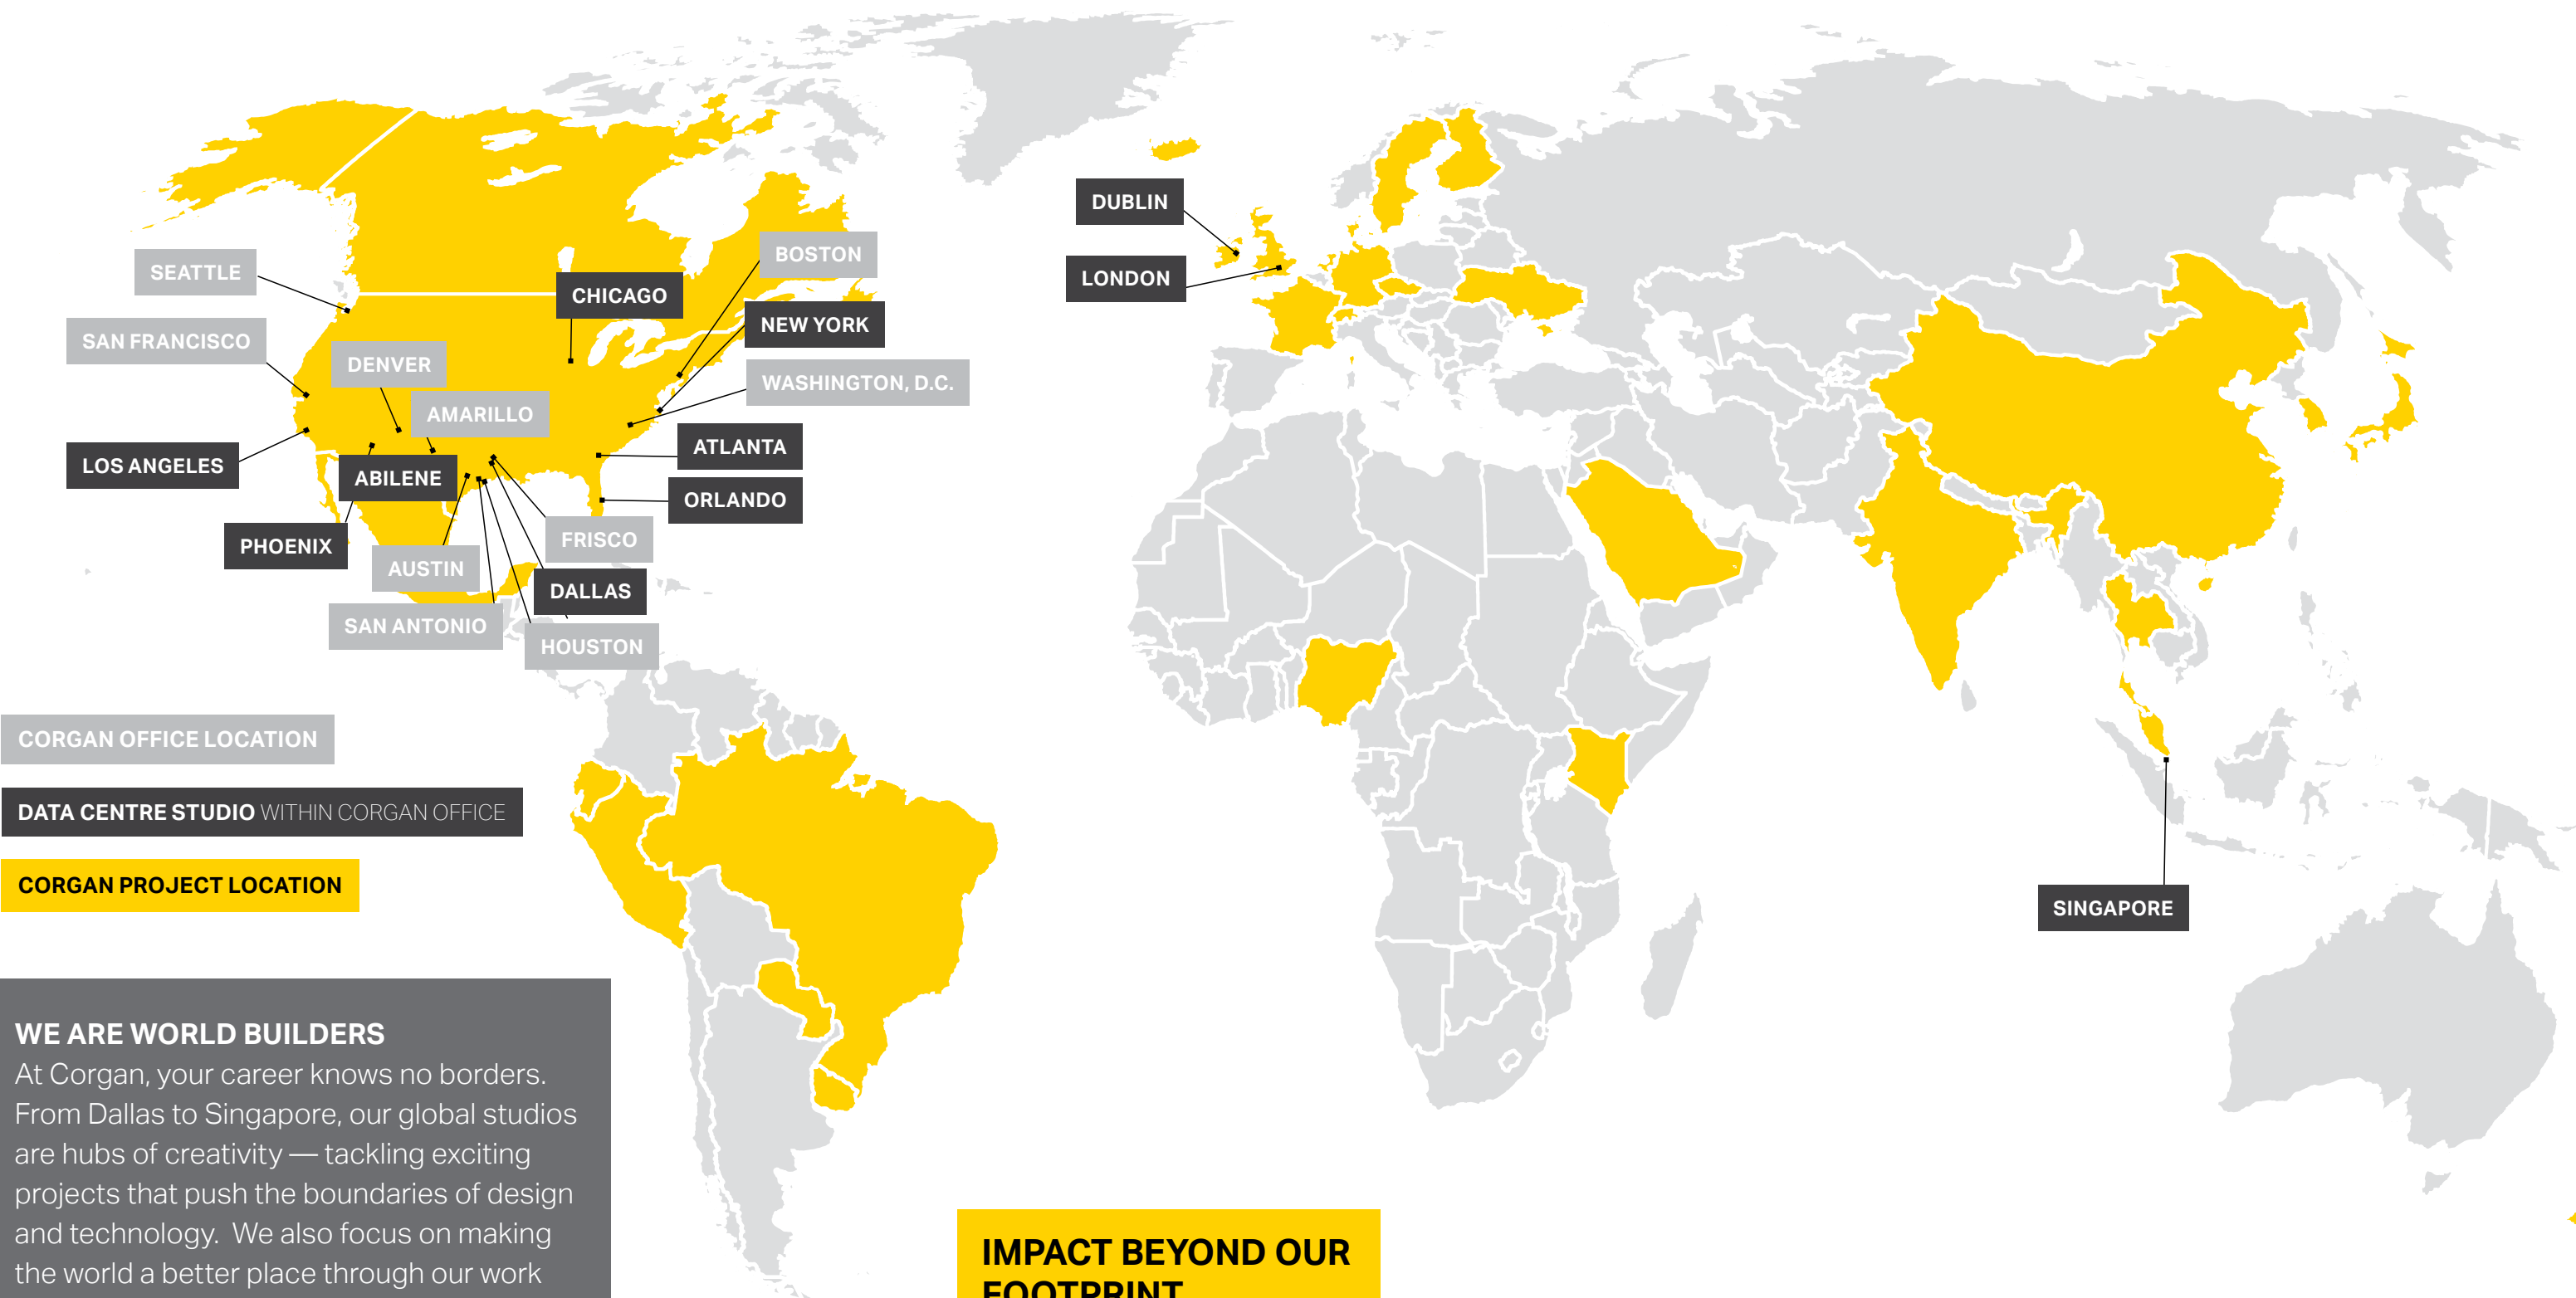 DUBLIN
LONDON
SEATTLE
BOSTON
CHICAGO
SAN FRANCISCO
NEW YORK
DENVER
WASHINGTON, D.C.
AMARILLO
ATLANTA
LOS ANGELES
ABILENE
ORLANDO
PHOENIX
FRISCO
AUSTIN
DALLAS
SAN ANTONIO
HOUSTON
CORGAN OFFICE LOCATION
DATA CENTRE STUDIO WITHIN CORGAN OFFICE
CORGAN PROJECT LOCATION
SINGAPORE
WE ARE WORLD BUILDERS
At Corgan, your career knows no borders.
From Dallas to Singapore, our global studios
are hubs of creativity — tackling exciting
projects that push the boundaries of design
and technology. We also focus on making
the world a better place through our work
IMPACT BEYOND OUR
FOOTPRINT